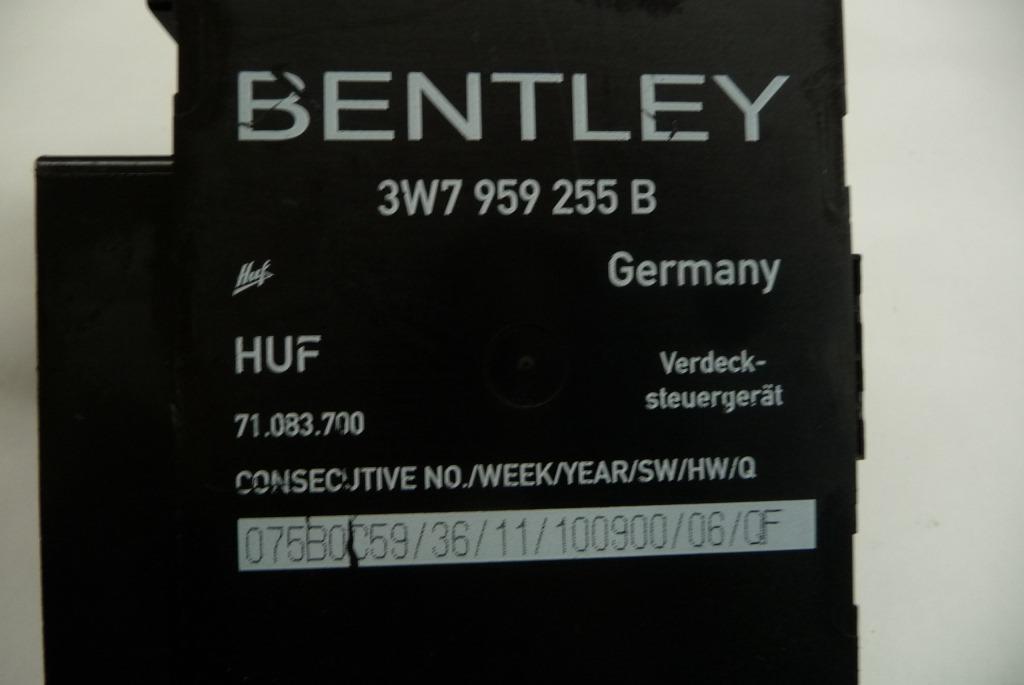 BENTLEY
3W7 959 255 B
Huf
Germany
HUF
Verdeck-
steuergerät
71.083.700
CONSECUTIVE NO./WEEK/YEAR/SW/HW/Q
075B0C59/36/11/100900/06/QF